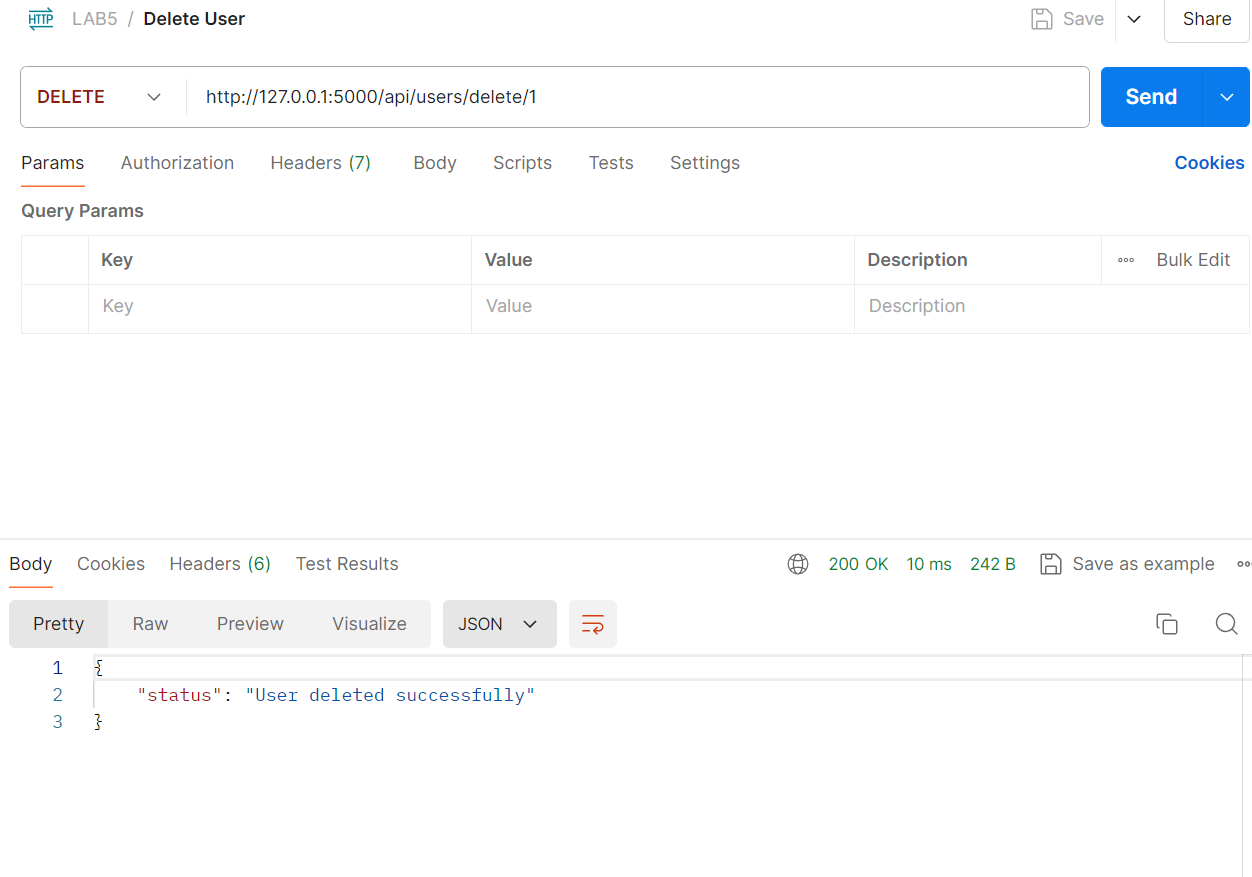 HTTP LAB5 / Delete User Save Share
DELETE http://127.0.0.1:5000/api/users/delete/1 Send
Params Authorization Headers (7) Body Scripts Tests Settings Cookies
Query Params
Key Value Description Bulk Edit
Key Value Description
Body Cookies Headers (6) Test Results 200 OK 10 ms 242 B Save as example
Pretty Raw Preview Visualize JSON
1 {
2 "status": "User deleted successfully"
3 }